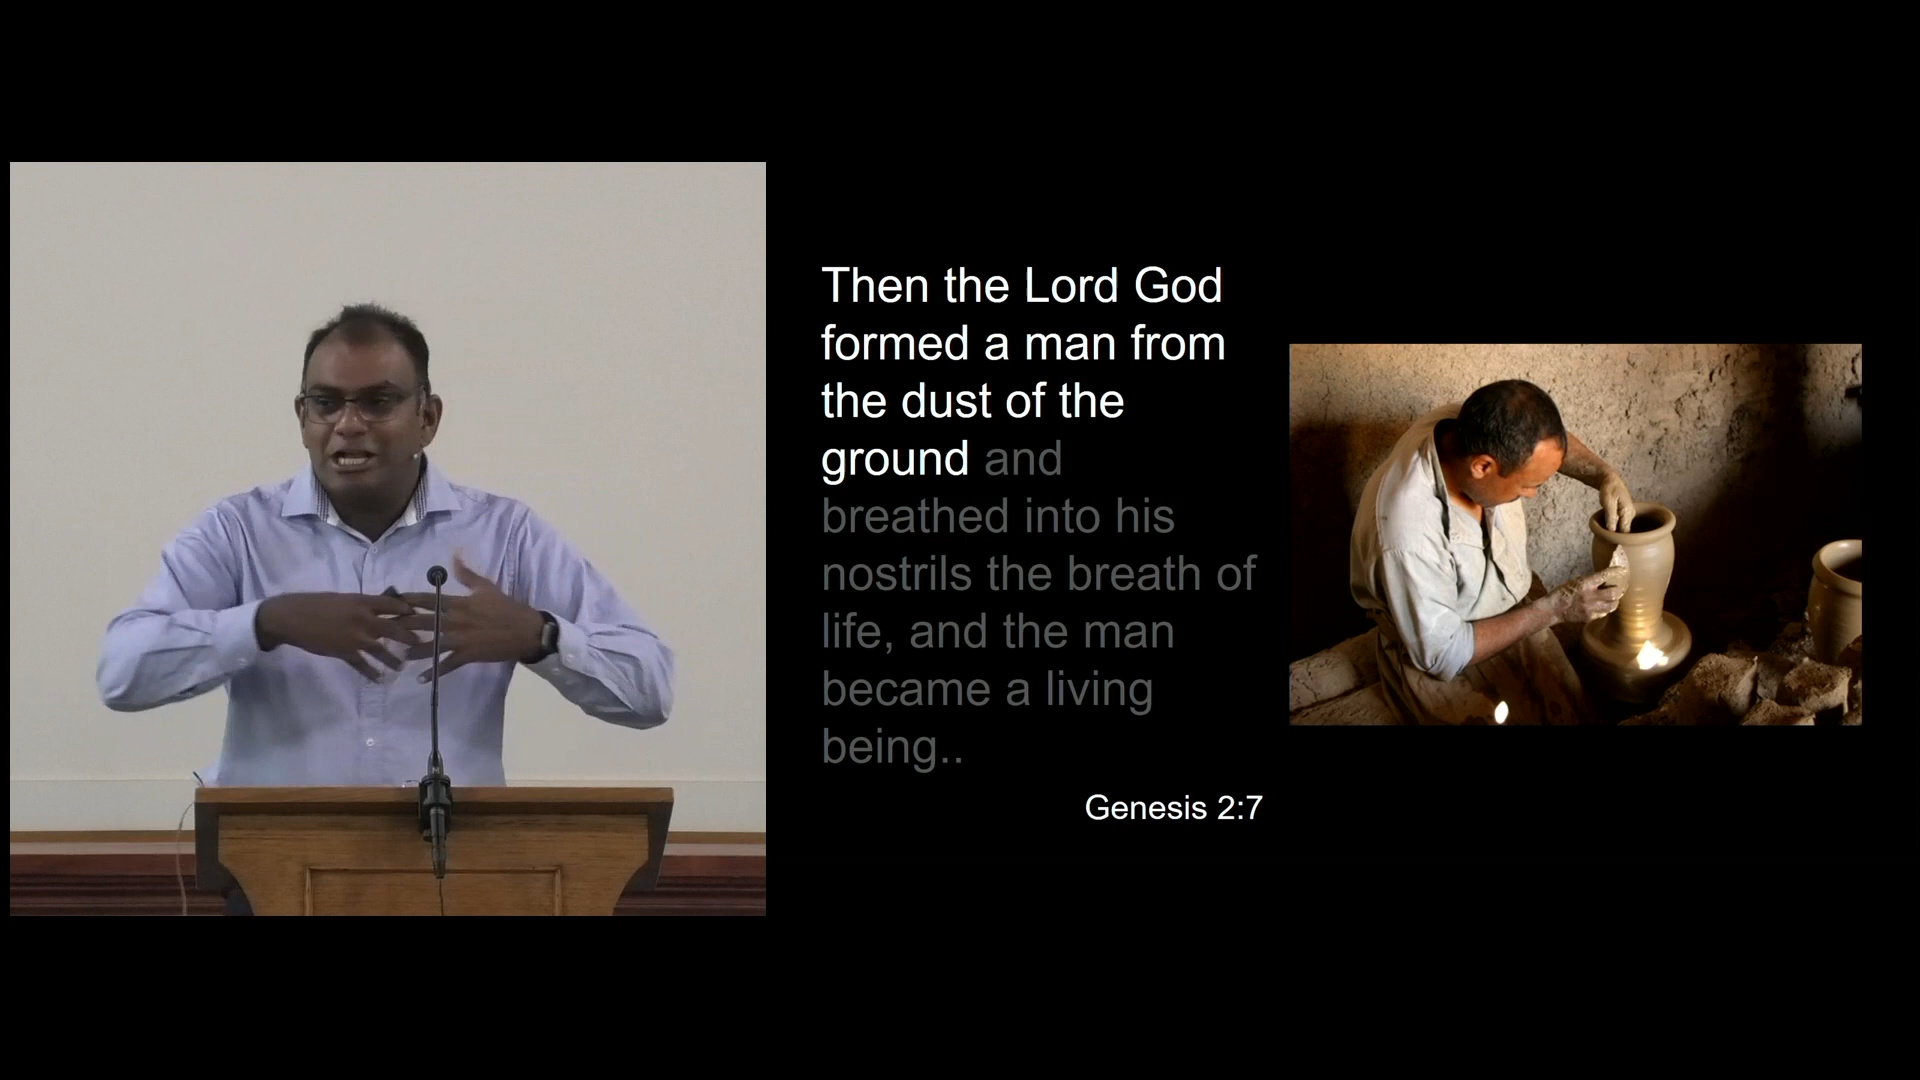 Then the Lord God
formed a man from
the dust of the
ground and
breathed into his
nostrils the breath of
life, and the man
became a living
being..
Genesis 2:7